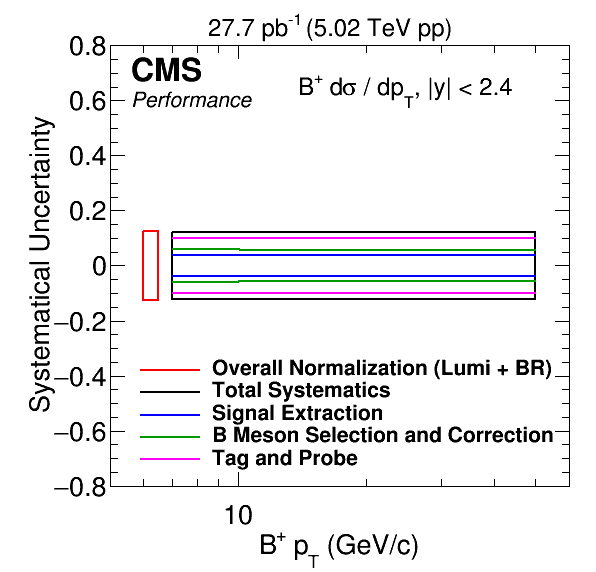 27.7 pb-1 (5.02 TeV pp)
CMS
Performance
B+ dσ / dpT, |y| < 2.4
Systematical Uncertainty
0.8
0.6
0.4
0.2
0
−0.2
−0.4
−0.6
−0.8
Overall Normalization (Lumi + BR)
Total Systematics
Signal Extraction
B Meson Selection and Correction
Tag and Probe
10
B+ pT (GeV/c)